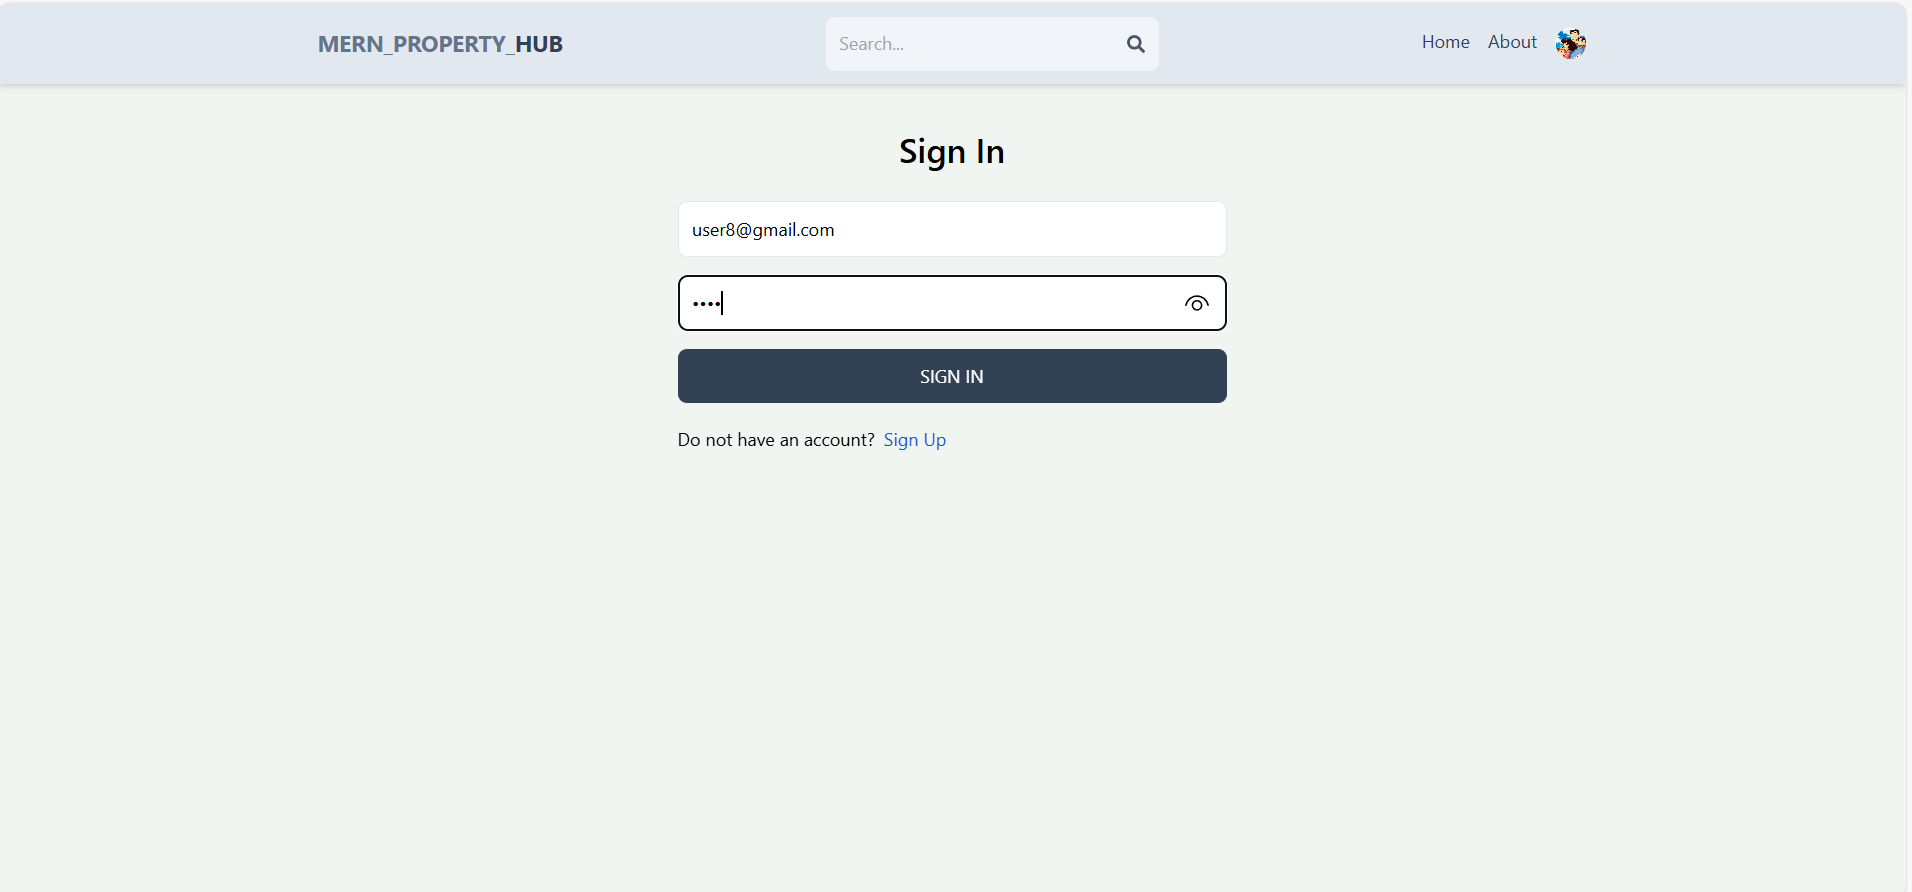 MERN_PROPERTY_HUB
Search...
Home
About
Sign In
user8@gmail.com
••••
SIGN IN
Do not have an account? Sign Up